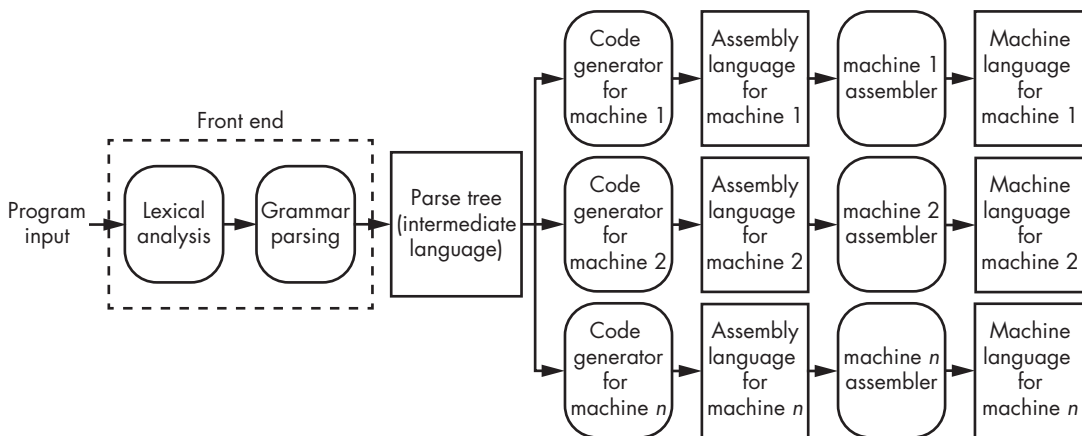 Front end
Program
input
Lexical
analysis
Grammar
parsing
Parse tree
(intermediate
language)
Code
generator
for
machine 1
Assembly
language
for
machine 1
machine 1
assembler
Machine
language
for
machine 1
Code
generator
for
machine 2
Assembly
language
for
machine 2
machine 2
assembler
Machine
language
for
machine 2
Code
generator
for
machine n
Assembly
language
for
machine n
machine n
assembler
Machine
language
for
machine n